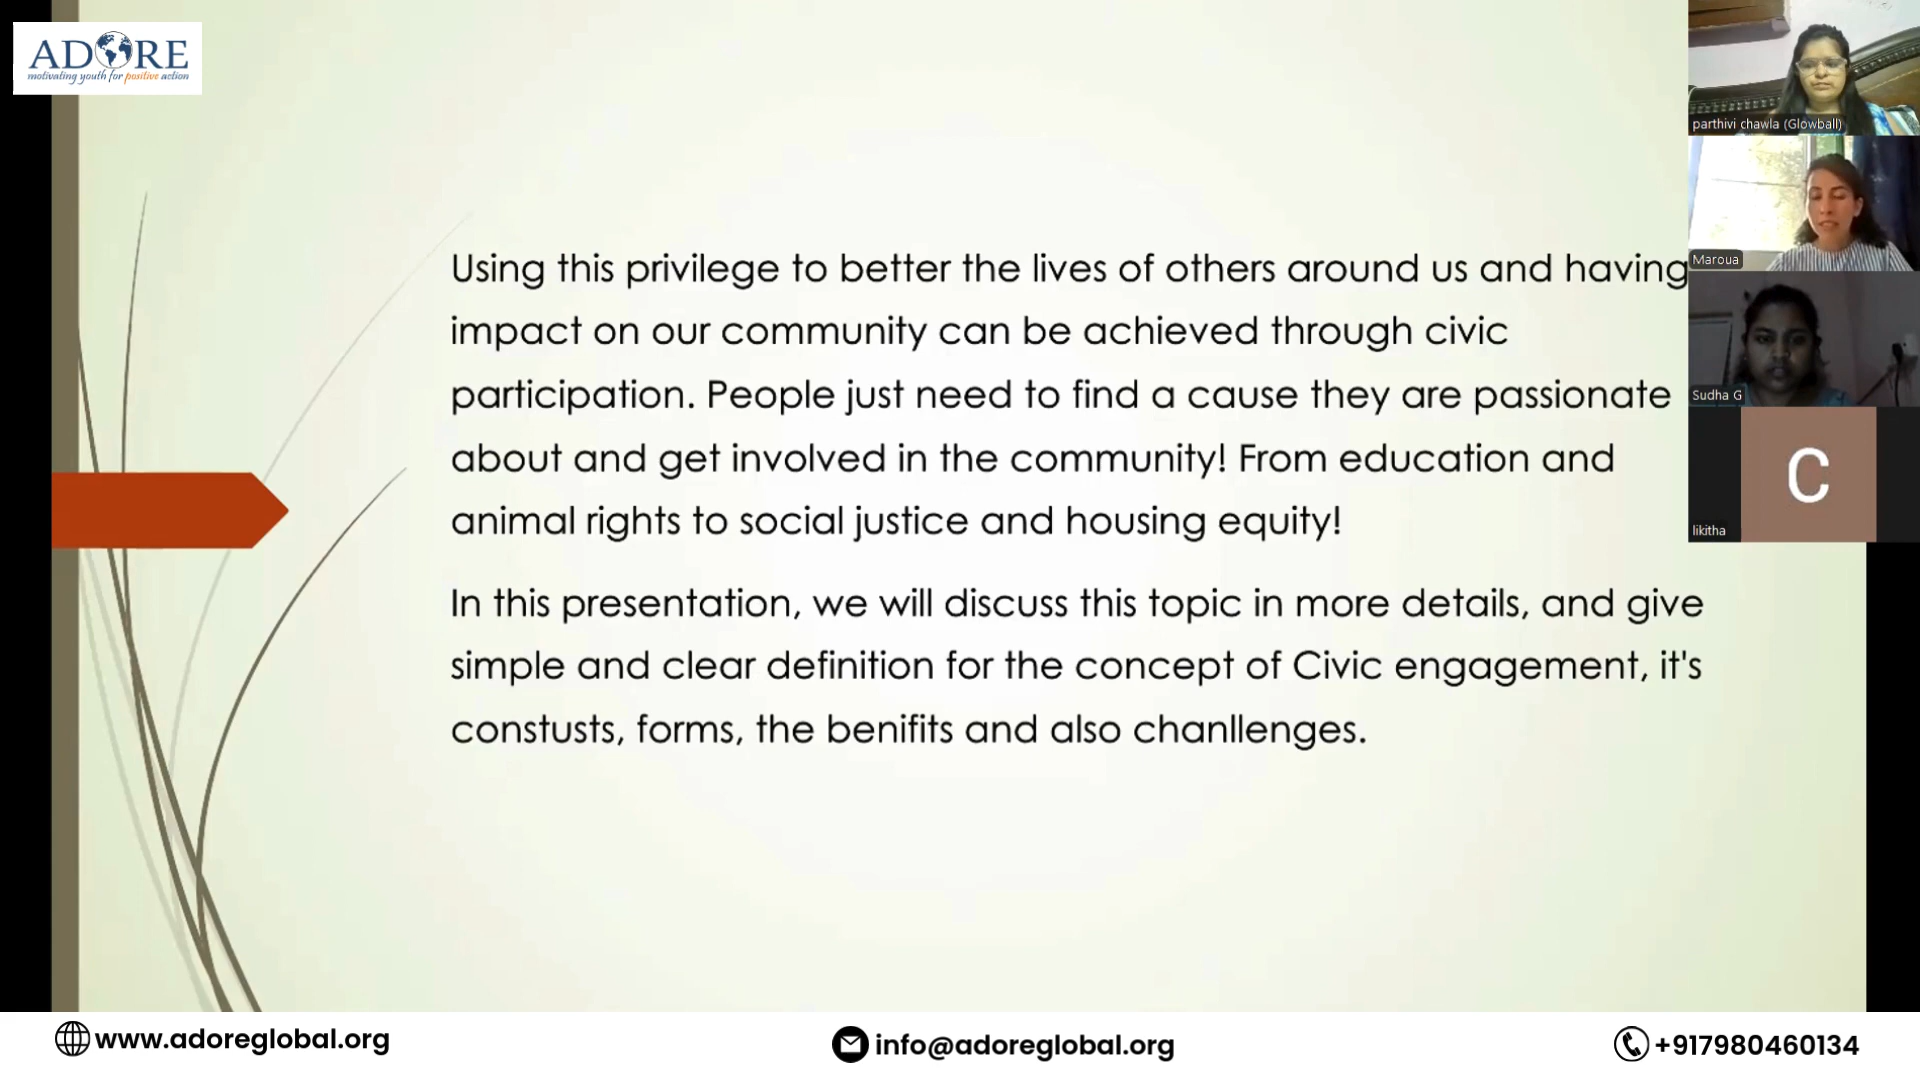 ADORE
motivating youth for positive action
Using this privilege to better the lives of others around us and having
impact on our community can be achieved through civic
participation. People just need to find a cause they are passionate
about and get involved in the community! From education and
animal rights to social justice and housing equity!
In this presentation, we will discuss this topic in more details, and give
simple and clear definition for the concept of Civic engagement, it's
constusts, forms, the benifits and also chanllenges.
parthivi chawla (Glowball)
Maroua
Sudha G
C
likitha
www.adoreglobal.org
info@adoreglobal.org
+917980460134